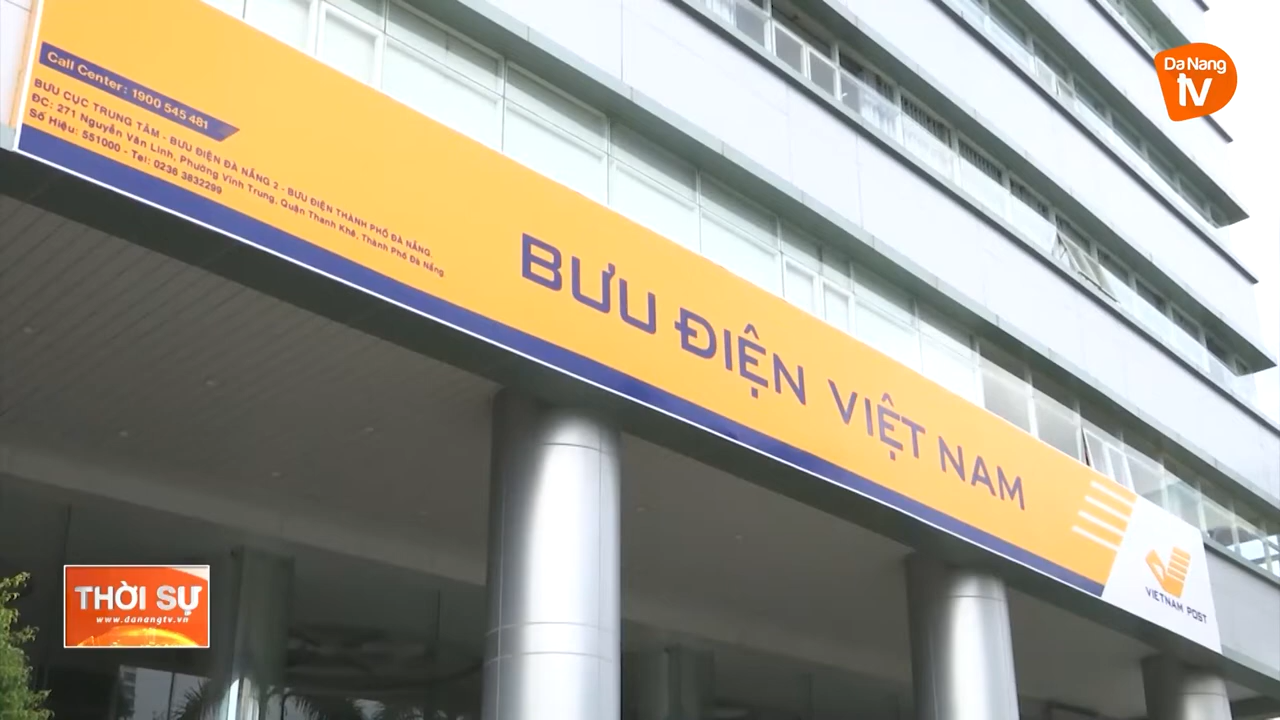 Call Center: 1900 545 481
BƯU CỤC TRUNG TÂM - BƯU ĐIỆN ĐÀ NẴNG 2 - BƯU ĐIỆN THÀNH PHỐ ĐÀ NẴNG
ĐC: 271 Nguyễn Văn Linh, Phường Vĩnh Trung, Quận Thanh Khê, Thành Phố Đà Nẵng
Số Hiệu: 551000 - Tel: 0236 3832299
BƯU ĐIỆN VIỆT NAM
VIETNAM POST
Da Nang
tv
THỜI SỰ
www.danangtv.vn